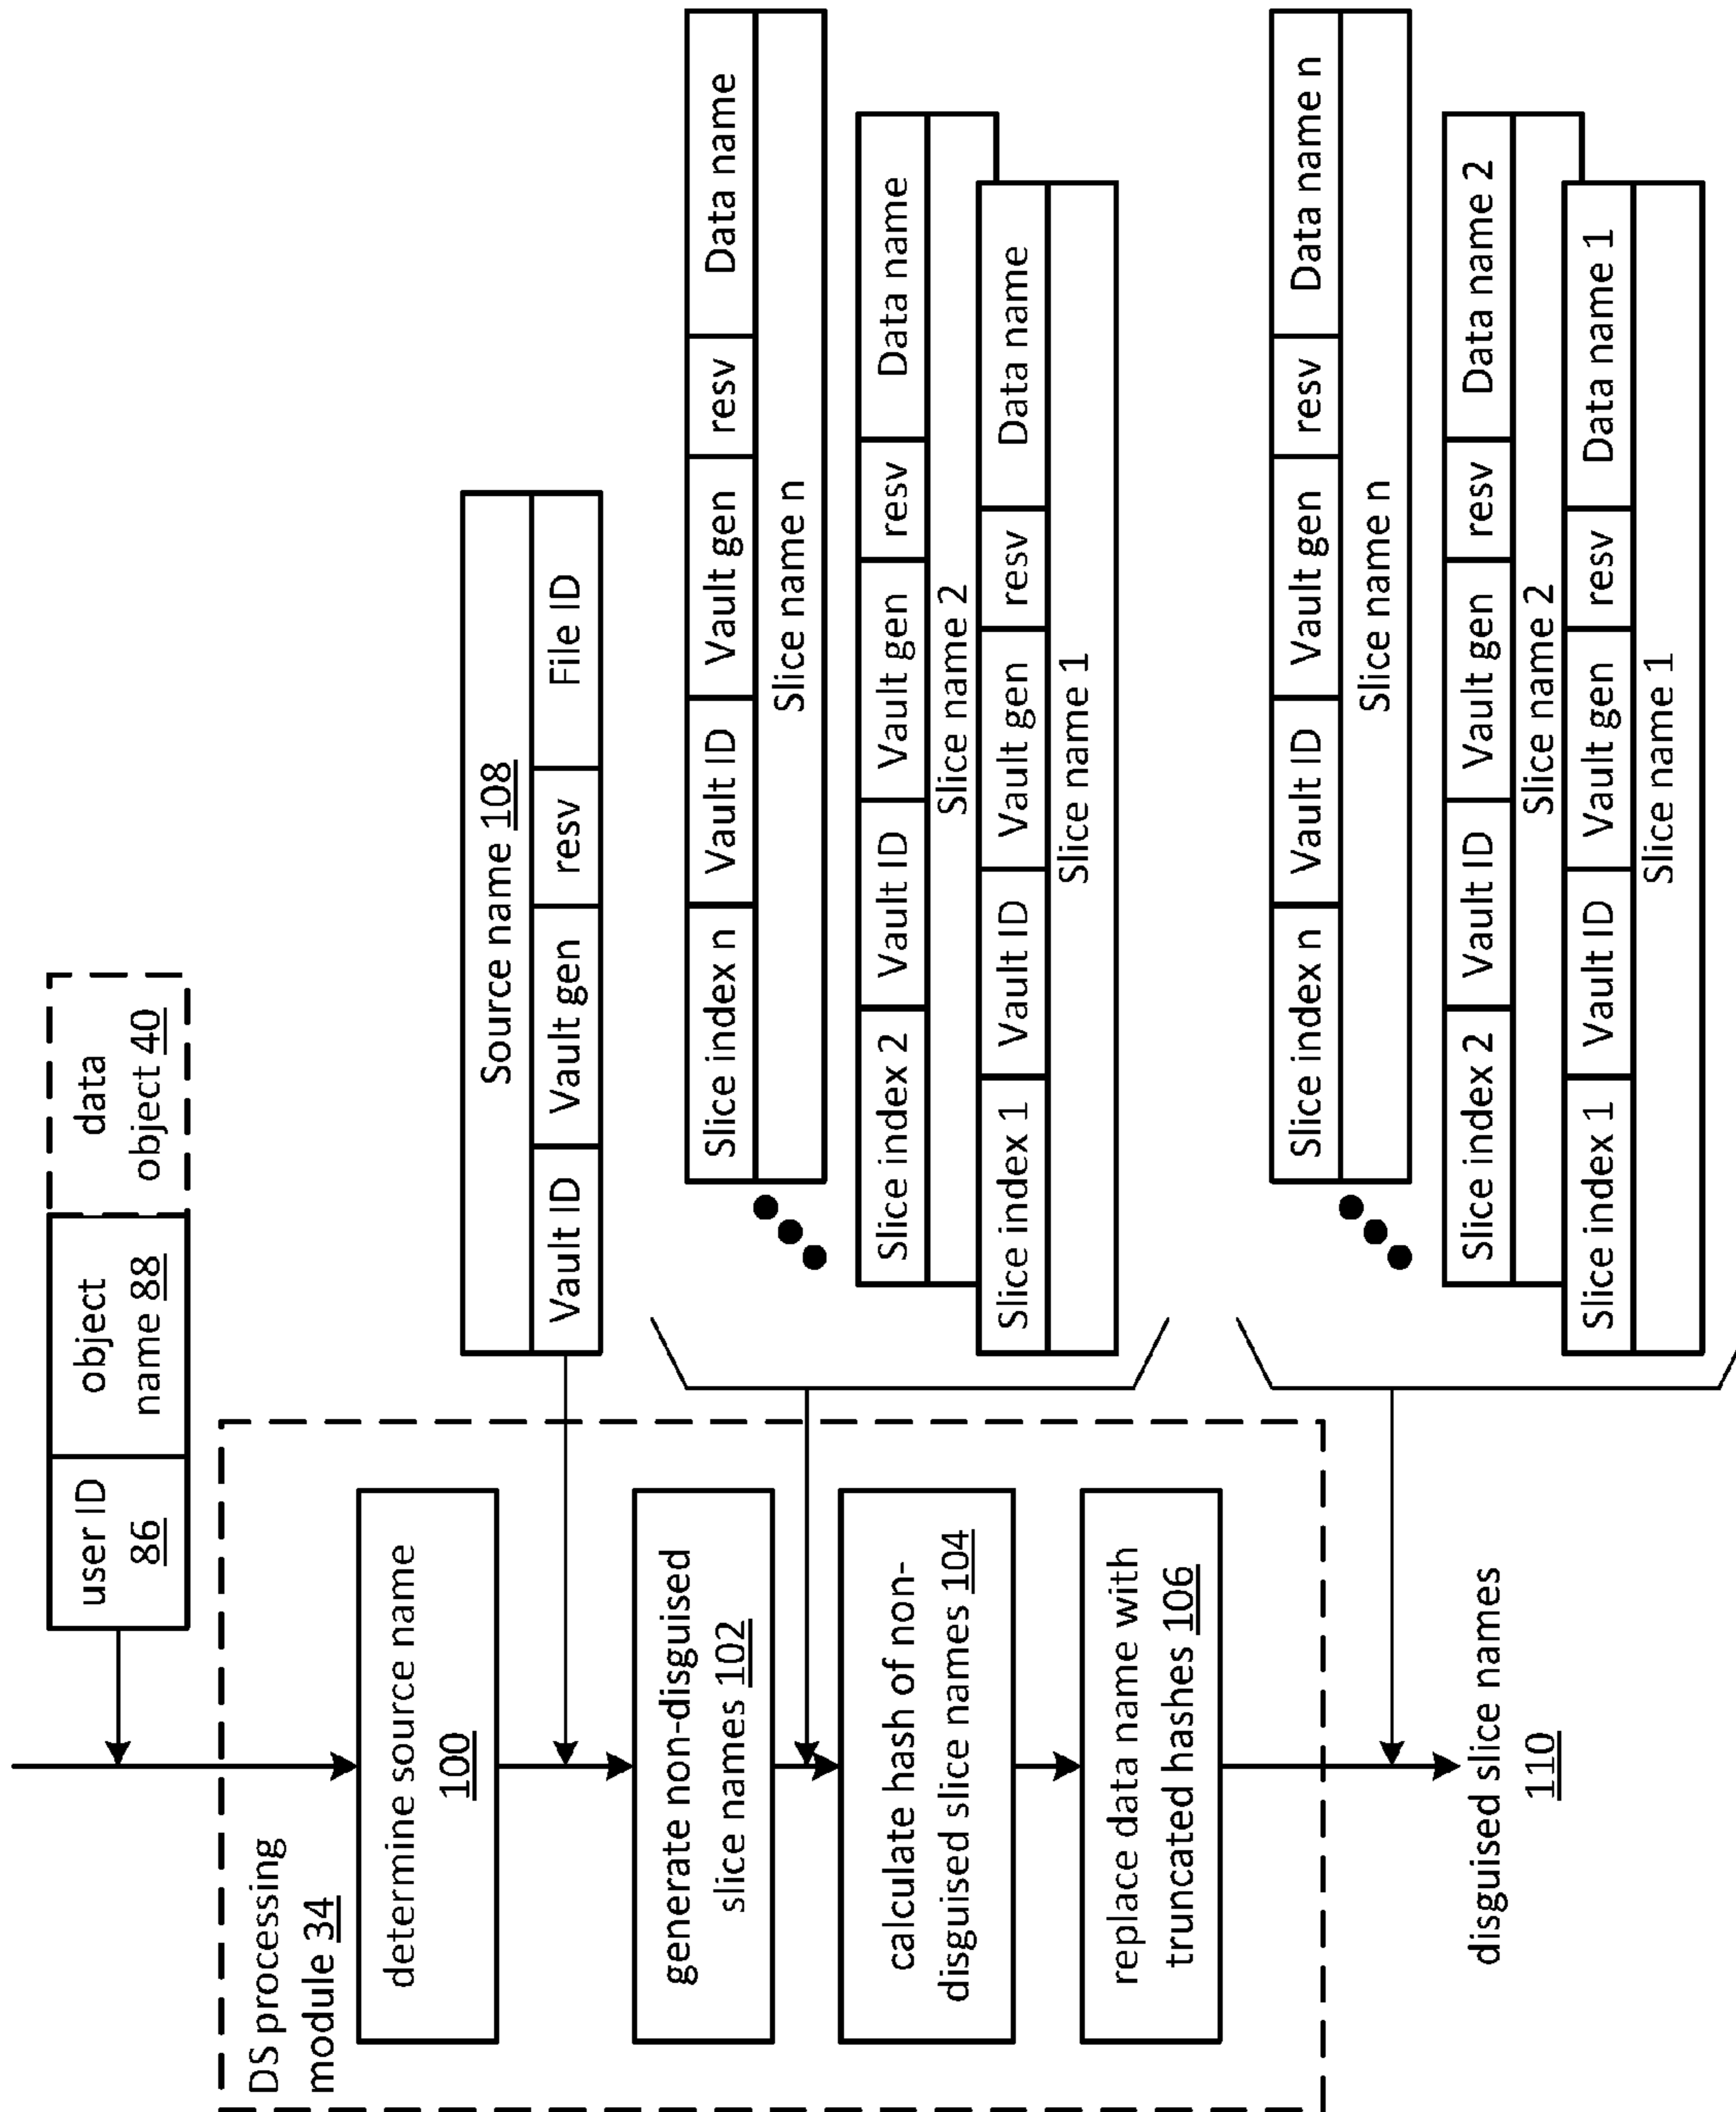 user ID
86
object
name 88
data
object 40
DS processing
module 34
determine source name
100
Source name 108
Vault ID
Vault gen
resv
File ID
generate non-disguised
slice names 102
Slice index n
Vault ID
Vault gen
resv
Data name
Slice name n
Slice index 2
Vault ID
Vault gen
resv
Data name
Slice name 2
Slice index 1
Vault ID
Vault gen
resv
Data name
Slice name 1
calculate hash of non-
disguised slice names 104
replace data name with
truncated hashes 106
Slice index n
Vault ID
Vault gen
resv
Data name n
Slice name n
Slice index 2
Vault ID
Vault gen
resv
Data name 2
Slice name 2
Slice index 1
Vault ID
Vault gen
resv
Data name 1
Slice name 1
disguised slice names
110